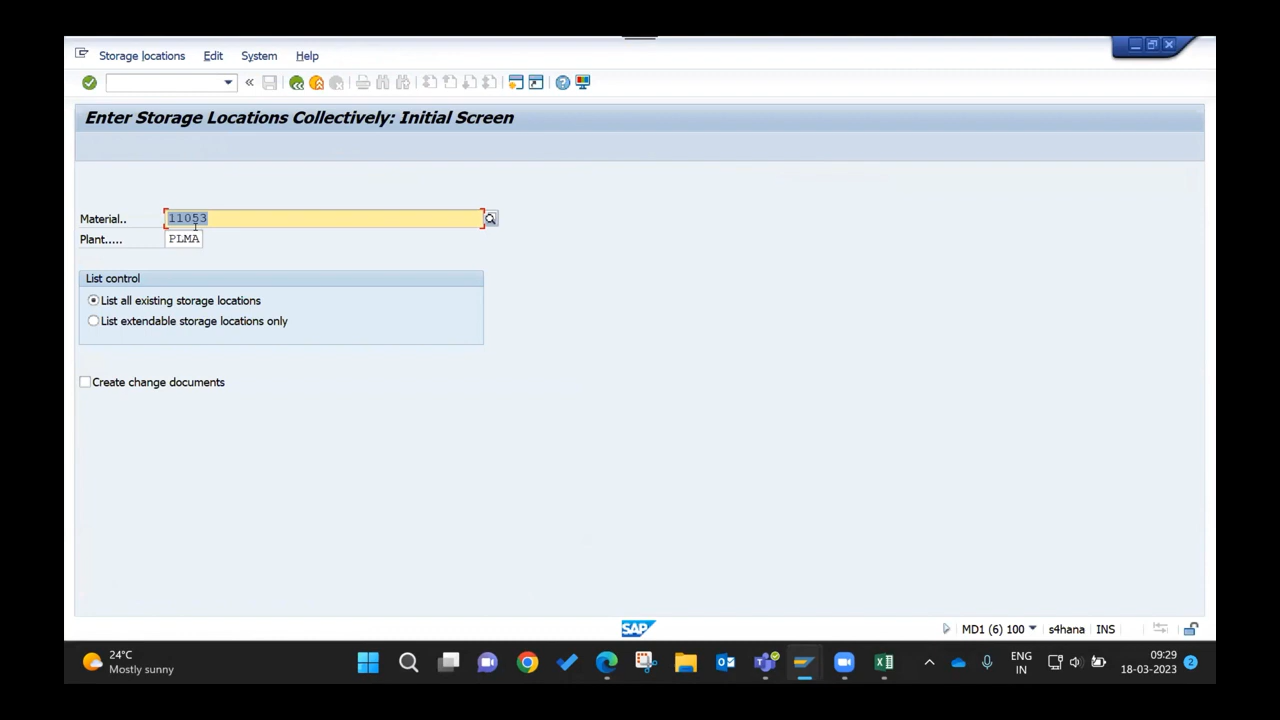 Storage locations Edit System Help
Enter Storage Locations Collectively: Initial Screen
Material.. 11053
Plant..... PLMA
List control
List all existing storage locations
List extendable storage locations only
Create change documents
SAP
MD1 (6) 100 s4hana INS
24°C
Mostly sunny
ENG
IN
09:29
18-03-2023
2